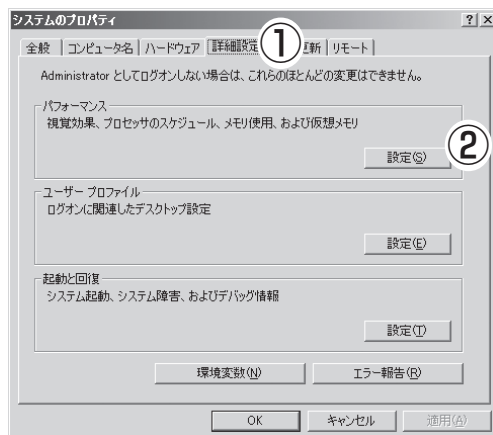 システムのプロパティ
? ×
全般 コンピュータ名 ハードウェア 詳細設定 更新 リモート
①
Administrator としてログオンしない場合は、これらのほとんどの変更はできません。
パフォーマンス
視覚効果、プロセッサのスケジュール、メモリ使用、および仮想メモリ
設定(S)
②
ユーザー プロファイル
ログオンに関連したデスクトップ設定
設定(E)
起動と回復
システム起動、システム障害、およびデバッグ情報
設定(T)
環境変数(N) エラー報告(R)
OK キャンセル 適用(A)